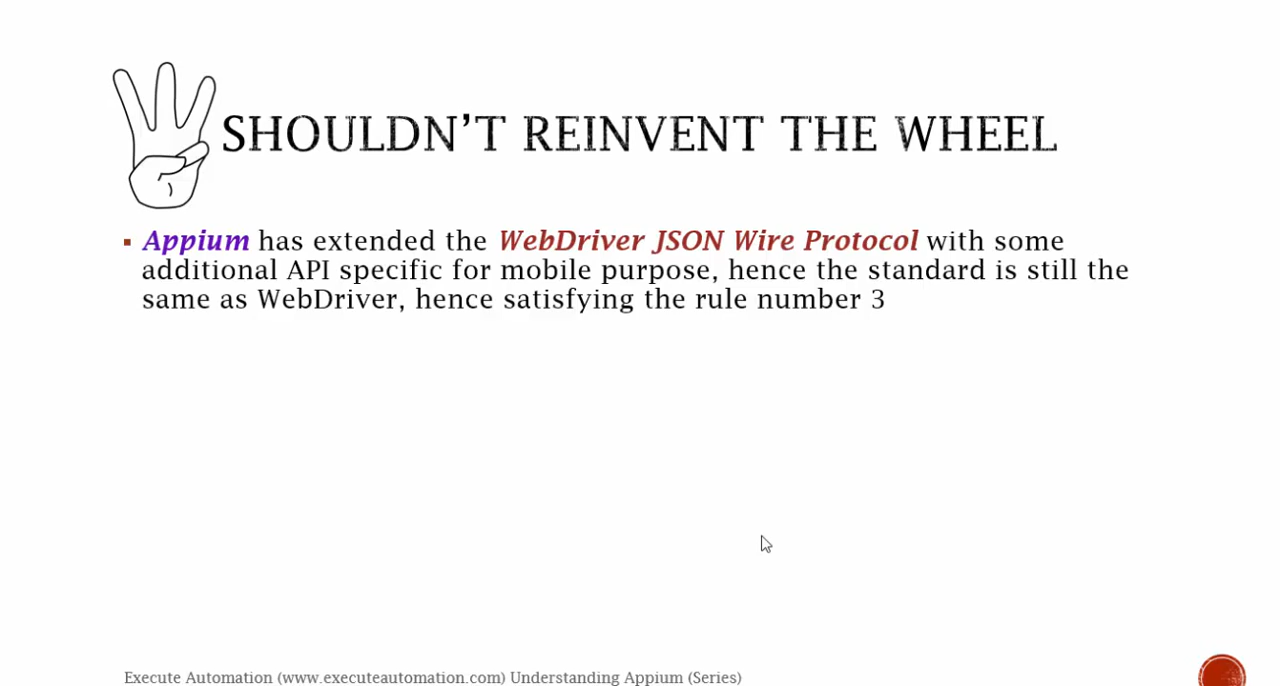 SHOULDN'T REINVENT THE WHEEL
▪ Appium has extended the WebDriver JSON Wire Protocol with some
additional API specific for mobile purpose, hence the standard is still the
same as WebDriver, hence satisfying the rule number 3
Execute Automation (www.executeautomation.com) Understanding Appium (Series)